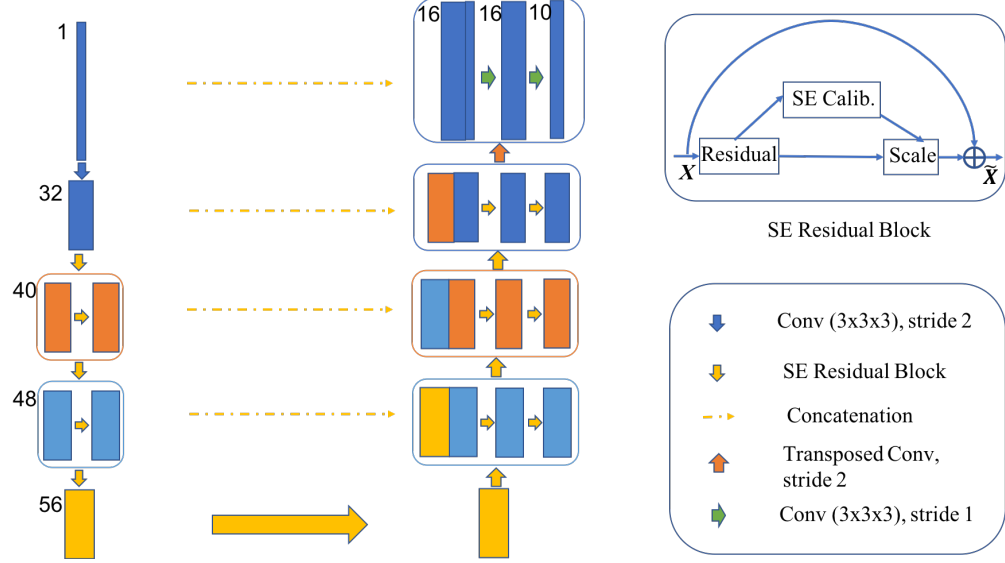 1
32
40
48
56
16 16 10
SE Calib.
Residual
Scale
X
X̃
SE Residual Block
Conv (3x3x3), stride 2
SE Residual Block
Concatenation
Transposed Conv,
stride 2
Conv (3x3x3), stride 1